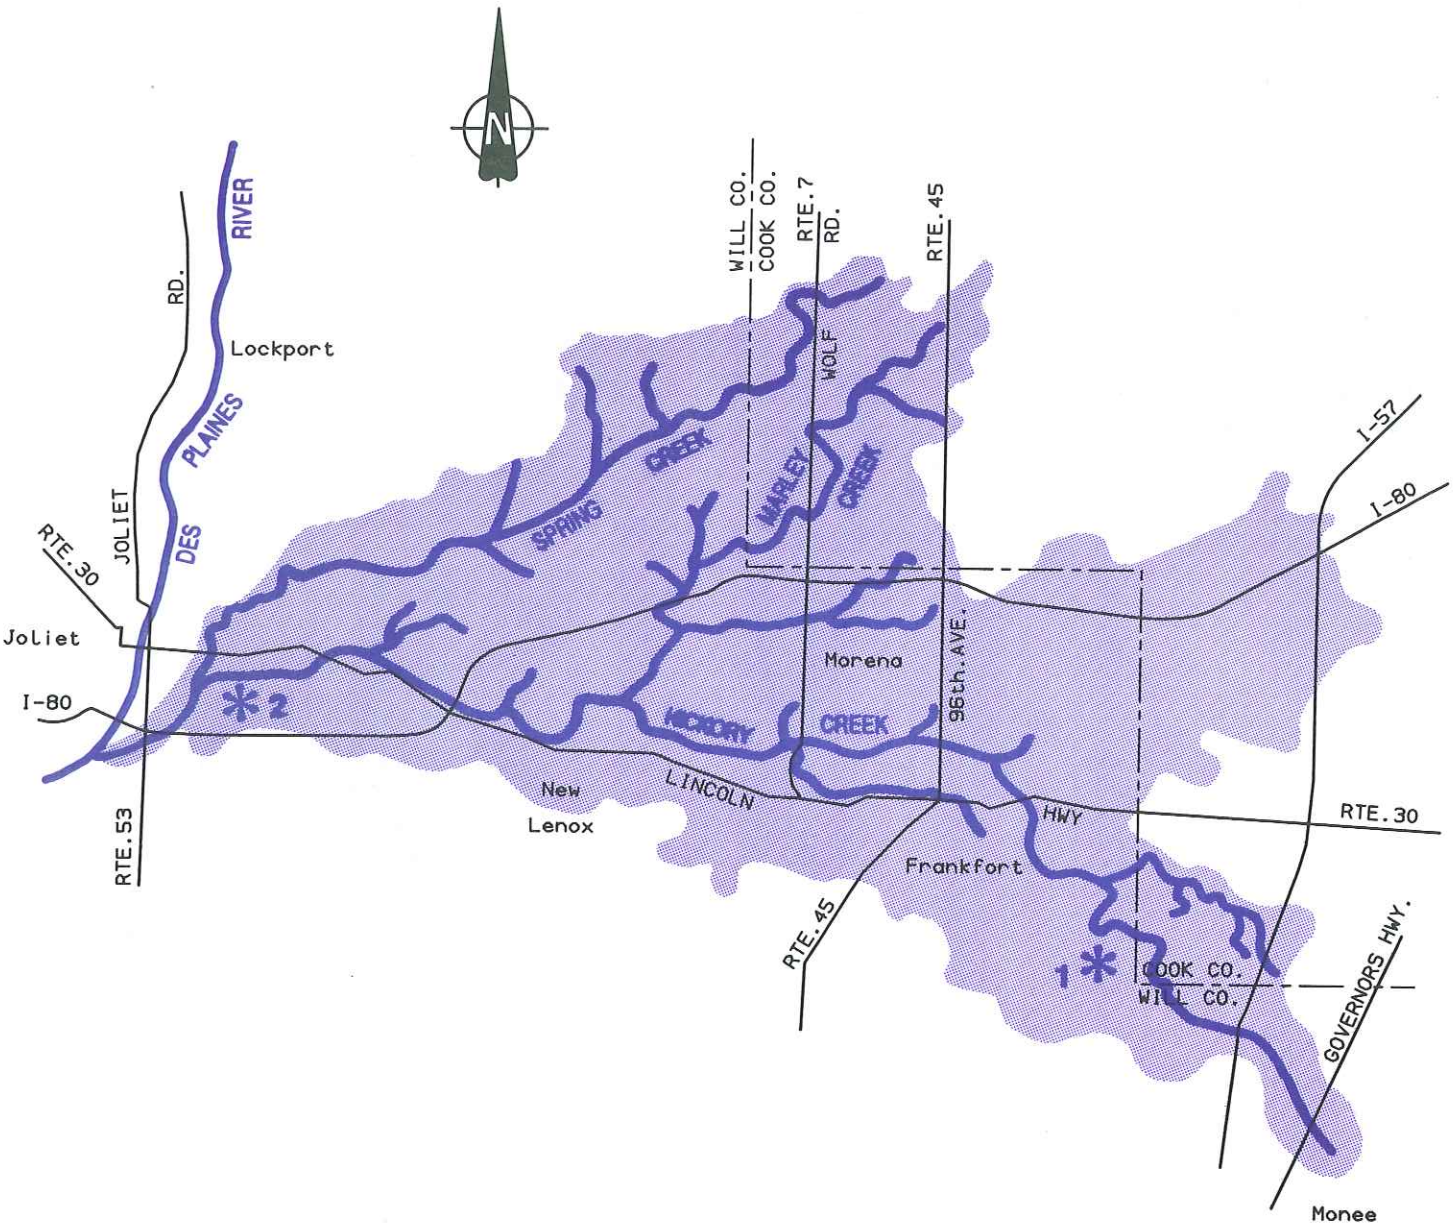 N
RIVER
RD.
WILL CO.
COOK CO.
RTE. 7
RD.
RTE. 45
Lockport
WOLF
PLAINES
CREEK
I-57
MARLEY
CREEK
I-80
JOLIET
SPRING
DES
RTE. 30
Joliet
Morena
96th. AVE.
I-80
2
HICKORY
CREEK
New
Lenox
LINCOLN
HWY
RTE. 30
RTE. 53
Frankfort
RTE. 45
1
COOK CO.
WILL CO.
GOVERNORS HWY.
Monee